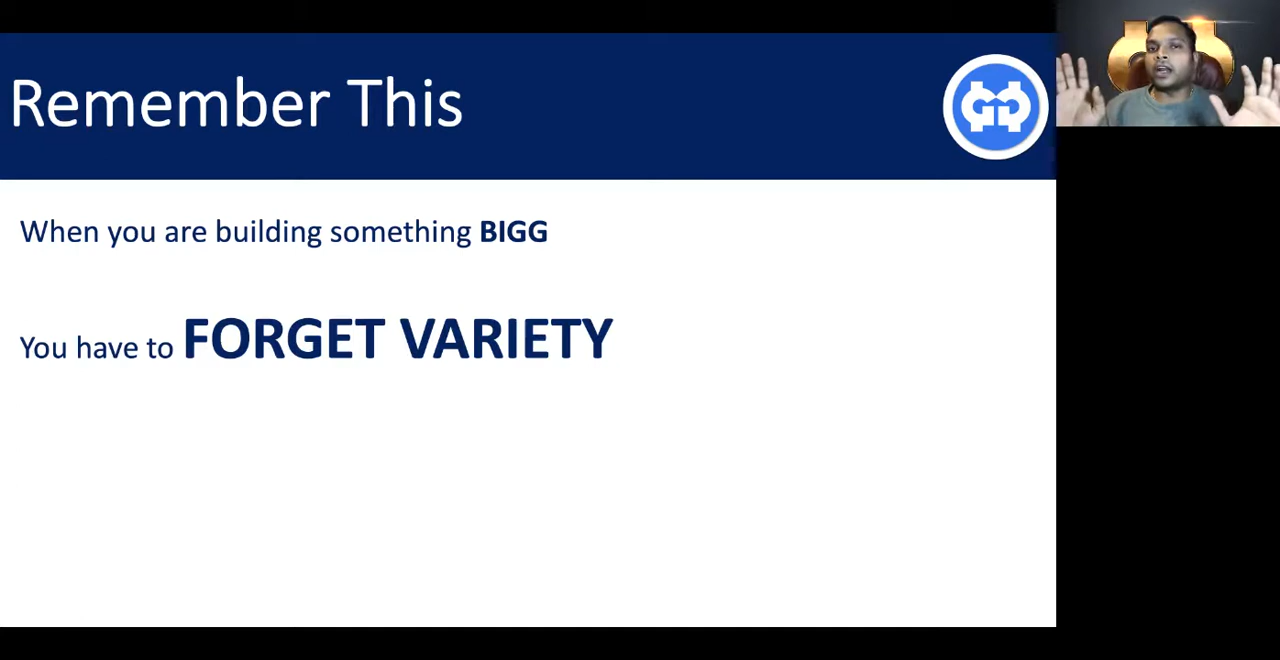 Remember This
When you are building something BIGG
You have to FORGET VARIETY